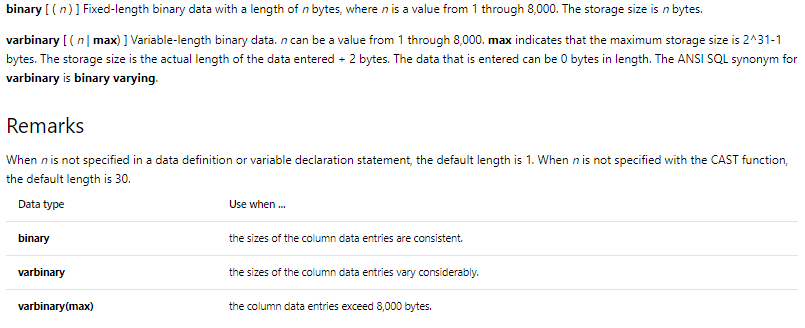 binary [ ( n ) ] Fixed-length binary data with a length of n bytes, where n is a value from 1 through 8,000. The storage size is n bytes.
varbinary [ ( n | max) ] Variable-length binary data. n can be a value from 1 through 8,000. max indicates that the maximum storage size is 2^31-1
bytes. The storage size is the actual length of the data entered + 2 bytes. The data that is entered can be 0 bytes in length. The ANSI SQL synonym for
varbinary is binary varying.
Remarks
When n is not specified in a data definition or variable declaration statement, the default length is 1. When n is not specified with the CAST function,
the default length is 30.
Data type Use when ...
binary the sizes of the column data entries are consistent.
varbinary the sizes of the column data entries vary considerably.
varbinary(max) the column data entries exceed 8,000 bytes.